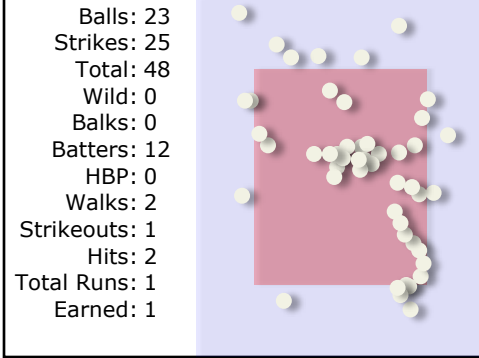 Balls: 23
Strikes: 25
Total: 48
Wild: 0
Balks: 0
Batters: 12
HBP: 0
Walks: 2
Strikeouts: 1
Hits: 2
Total Runs: 1
Earned: 1